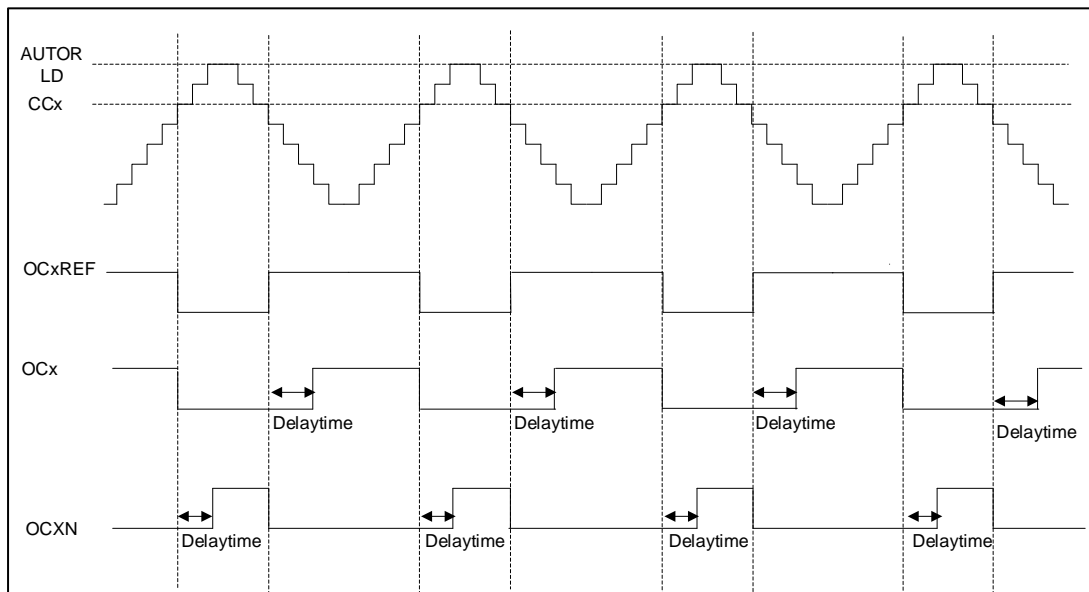 AUTOR
LD
CCx
OCxREF
OCx
Delaytime
Delaytime
Delaytime
Delaytime
OCXN
Delaytime
Delaytime
Delaytime
Delaytime